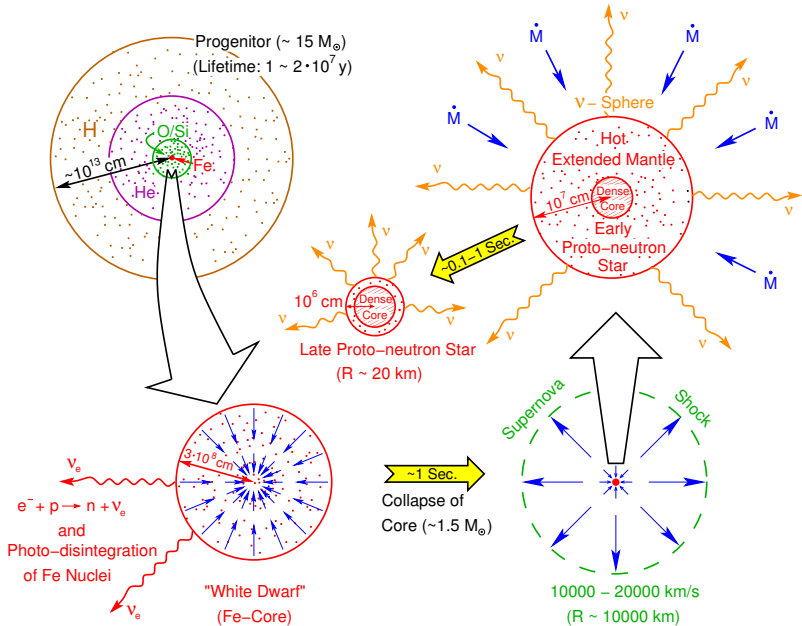 Progenitor (~ 15 M⊙)
(Lifetime: 1 ~ 2·10⁷ y)
H
O/Si
Fe
He
~10¹³ cm
Ṁ
Ṁ
Ṁ
Ṁ
Ṁ
ν
ν
ν
ν
ν
ν
ν
ν
ν − Sphere
Hot
Extended Mantle
Dense
Core
10⁷ cm
Early
Proto−neutron
Star
~0.1−1 Sec.
ν
ν
ν
ν
ν
10⁶ cm
Dense
Core
Late Proto−neutron Star
(R ~ 20 km)
3·10⁸ cm
νₑ
e⁻ + p → n + νₑ
and
Photo−disintegration
of Fe Nuclei
νₑ
"White Dwarf"
(Fe−Core)
~1 Sec.
Collapse of
Core (~1.5 M⊙)
Supernova
Shock
10000 − 20000 km/s
(R ~ 10000 km)